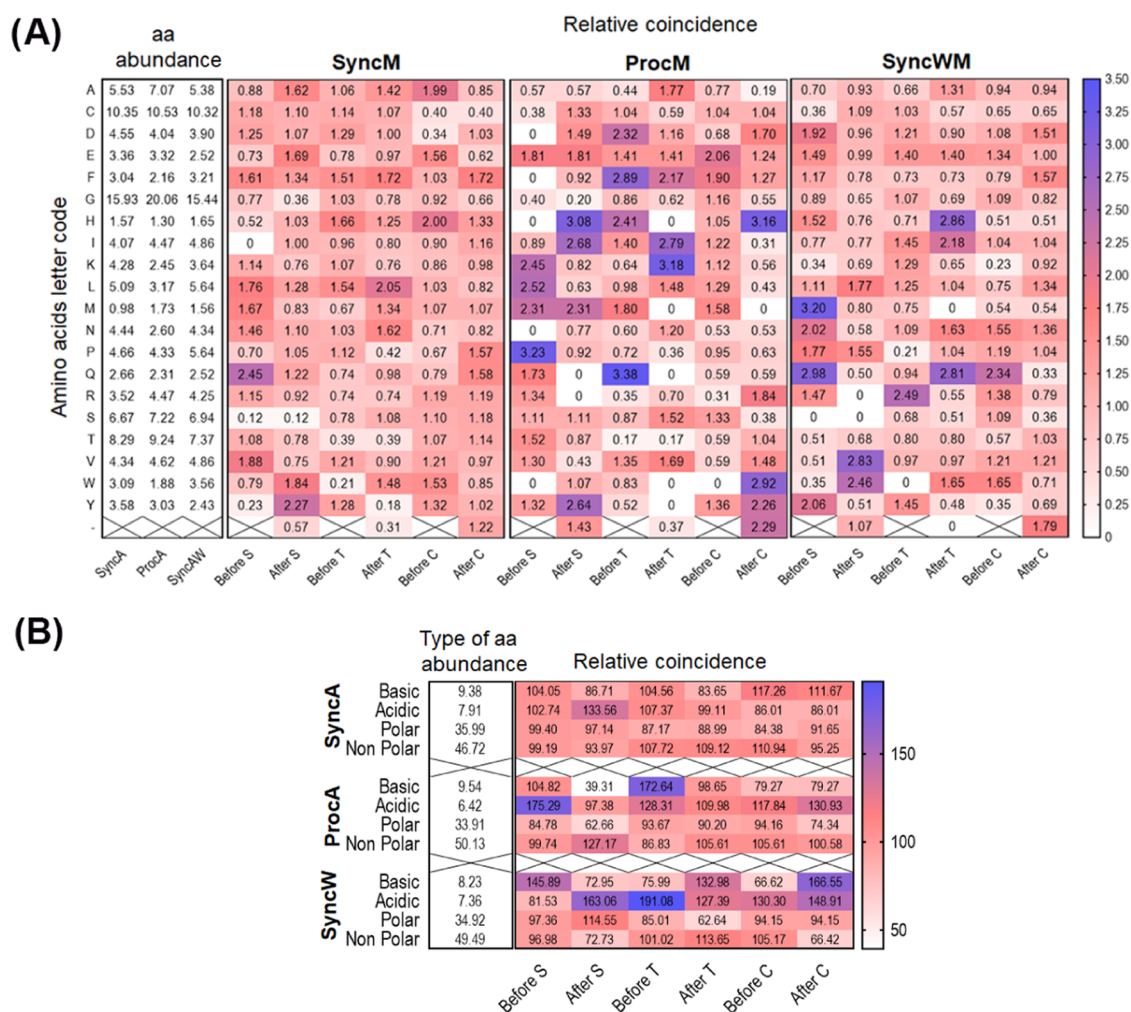 (A)
aa
abundance
Relative coincidence
SyncM ProcM SyncWM
Amino acids letter code
A 5.53 7.07 5.38 0.88 1.62 1.06 1.42 1.99 0.85 0.57 0.57 0.44 1.77 0.77 0.19 0.70 0.93 0.66 1.31 0.94 0.94
C 10.35 10.53 10.32 1.18 1.10 1.14 1.07 0.40 0.40 0.38 1.33 1.04 0.59 1.04 1.04 0.36 1.09 1.03 0.57 0.65 0.65
D 4.55 4.04 3.90 1.25 1.07 1.29 1.00 0.34 1.03 0 1.49 2.32 1.16 0.68 1.70 1.92 0.96 1.21 0.90 1.08 1.51
E 3.36 3.32 2.52 0.73 1.69 0.78 0.97 1.56 0.62 1.81 1.81 1.41 1.41 2.06 1.24 1.49 0.99 1.40 1.40 1.34 1.00
F 3.04 2.16 3.21 1.61 1.34 1.51 1.72 1.03 1.72 0 0.92 2.89 2.17 1.90 1.27 1.17 0.78 0.73 0.73 0.79 1.57
G 15.93 20.06 15.44 0.77 0.36 1.03 0.78 0.92 0.66 0.40 0.20 0.86 0.62 1.16 0.55 0.89 0.65 1.07 0.69 1.09 0.82
H 1.57 1.30 1.65 0.52 1.03 1.66 1.25 2.00 1.33 0 3.08 2.41 0 1.05 3.16 1.52 0.76 0.71 2.86 0.51 0.51
I 4.07 4.47 4.86 0 1.00 0.96 0.80 0.90 1.16 0.89 2.68 1.40 2.79 1.22 0.31 0.77 0.77 1.45 2.18 1.04 1.04
K 4.28 2.45 3.64 1.14 0.76 1.07 0.76 0.86 0.98 2.45 0.82 0.64 3.18 1.12 0.56 0.34 0.69 1.29 0.65 0.23 0.92
L 5.09 3.17 5.64 1.76 1.28 1.54 2.05 1.03 0.82 2.52 0.63 0.98 1.48 1.29 0.43 1.11 1.77 1.25 1.04 0.75 1.34
M 0.98 1.73 1.56 1.67 0.83 0.67 1.34 1.07 1.07 2.31 2.31 1.80 0 1.58 0 3.20 0.80 0.75 0 0.54 0.54
N 4.44 2.60 4.34 1.46 1.10 1.03 1.62 0.71 0.82 0 0.77 0.60 1.20 0.53 0.53 2.02 0.58 1.09 1.63 1.55 1.36
P 4.66 4.33 5.64 0.70 1.05 1.12 0.42 0.67 1.57 3.23 0.92 0.72 0.36 0.95 0.63 1.77 1.55 0.21 1.04 1.19 1.04
Q 2.66 2.31 2.52 2.45 1.22 0.74 0.98 0.79 1.58 1.73 0 3.38 0 0.59 0.59 2.98 0.50 0.94 2.81 2.34 0.33
R 3.52 4.47 4.25 1.15 0.92 0.74 0.74 1.19 1.19 1.34 0 0.35 0.70 0.31 1.84 1.47 0 2.49 0.55 1.38 0.79
S 6.67 7.22 6.94 0.12 0.12 0.78 1.08 1.10 1.18 1.11 1.11 0.87 1.52 1.33 0.38 0 0 0.68 0.51 1.09 0.36
T 8.29 9.24 7.37 1.08 0.78 0.39 0.39 1.07 1.14 1.52 0.87 0.17 0.17 0.59 1.04 0.51 0.68 0.80 0.80 0.57 1.03
V 4.34 4.62 4.86 1.88 0.75 1.21 0.90 1.21 0.97 1.30 0.43 1.35 1.69 0.59 1.48 0.51 2.83 0.97 0.97 1.21 1.21
W 3.09 1.88 3.56 0.79 1.84 0.21 1.48 1.53 0.85 0 1.07 0.83 0 0 2.92 0.35 2.46 0 1.65 1.65 0.71
Y 3.58 3.03 2.43 0.23 2.27 1.28 0.18 1.32 1.02 1.32 2.64 0.52 0 1.36 2.26 2.06 0.51 1.45 0.48 0.35 0.69
- 0.57 0.31 1.22 1.43 0.37 2.29 1.07 0 1.79
SyncA ProcA SyncAW Before S After S Before T After T Before C After C Before S After S Before T After T Before C After C Before S After S Before T After T Before C After C
3.50
3.00
2.50
2.00
1.50
1.00
0.50
0
(B)
Type of aa
abundance
Relative coincidence
SyncA
Basic 9.38 104.05 86.71 104.56 83.65 117.26 111.67
Acidic 7.91 102.74 133.56 107.37 99.11 86.01 86.01
Polar 35.99 99.40 97.14 87.17 88.99 84.38 91.65
Non Polar 46.72 99.19 93.97 107.72 109.12 110.94 95.25
ProcA
Basic 9.54 104.82 39.31 172.64 98.65 79.27 79.27
Acidic 6.42 175.29 97.38 128.31 109.98 117.84 130.93
Polar 33.91 84.78 62.66 93.67 90.20 94.16 74.34
Non Polar 50.13 99.74 127.17 86.83 105.61 105.61 100.58
SyncW
Basic 8.23 145.89 72.95 75.99 132.98 66.62 166.55
Acidic 7.36 81.53 163.06 191.08 127.39 130.30 148.91
Polar 34.92 97.36 114.55 85.01 62.64 94.15 94.15
Non Polar 49.49 96.98 72.73 101.02 113.65 105.17 66.42
Before S After S Before T After T Before C After C
150
100
50